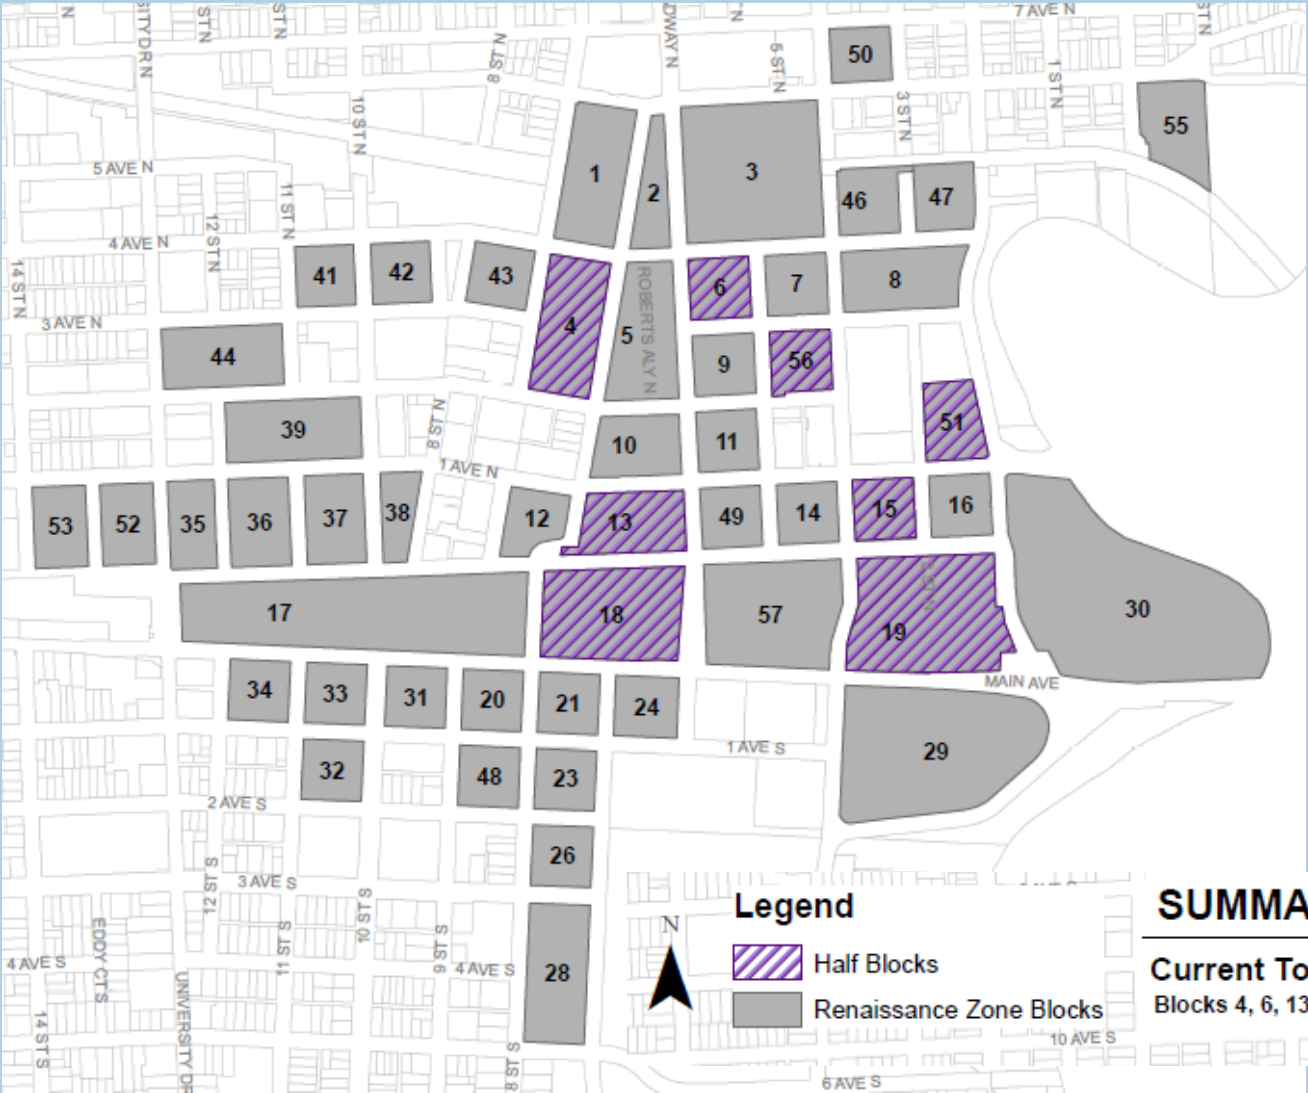 N
SITY DR N
ST N
ST N
8 ST N
DWAY N
N
5 ST N
50
7 AVE N
ST N
3 ST N
1 ST N
10 ST N
55
5 AVE N
1
2
3
46
47
11 ST N
12 ST N
4 AVE N
14 ST N
41
42
43
4
5
ROBERTS ALY N
6
7
8
3 AVE N
44
9
56
39
8 ST N
10
11
51
1 AVE N
53
52
35
36
37
38
12
13
49
14
15
16
17
18
57
19
30
34
33
31
20
21
24
MAIN AVE
1 AVE S
29
32
48
23
2 AVE S
26
12 ST S
3 AVE S
10 ST S
11 ST S
9 ST S
EDDY CT S
4 AVE S
4 AVE S
28
UNIVERSITY DR
14 ST S
8 ST S
N
Legend
Half Blocks
Renaissance Zone Blocks
SUMMA
Current To
Blocks 4, 6, 13
10 AVE S
6 AVE S